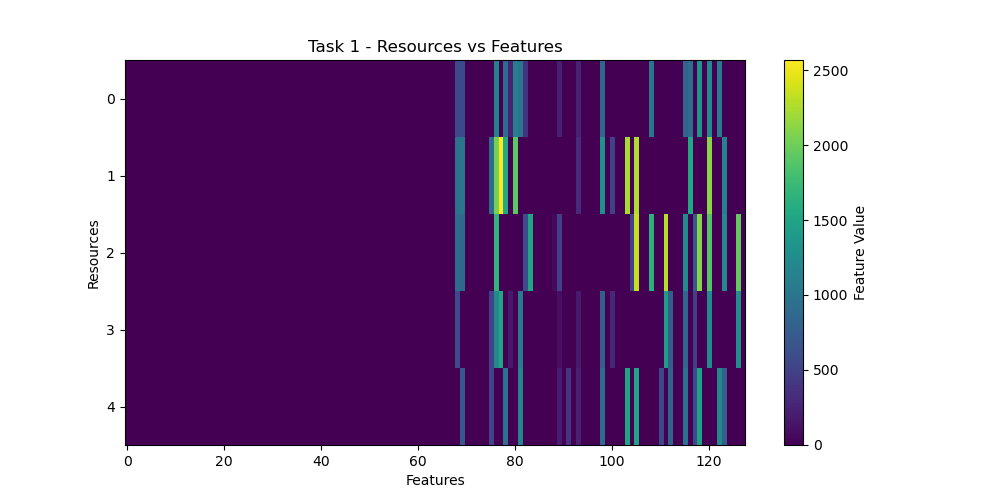 Task 1 - Resources vs Features
0
1
2
3
4
Resources
0 20 40 60 80 100 120
Features
2500
2000
1500
1000
500
0
Feature Value